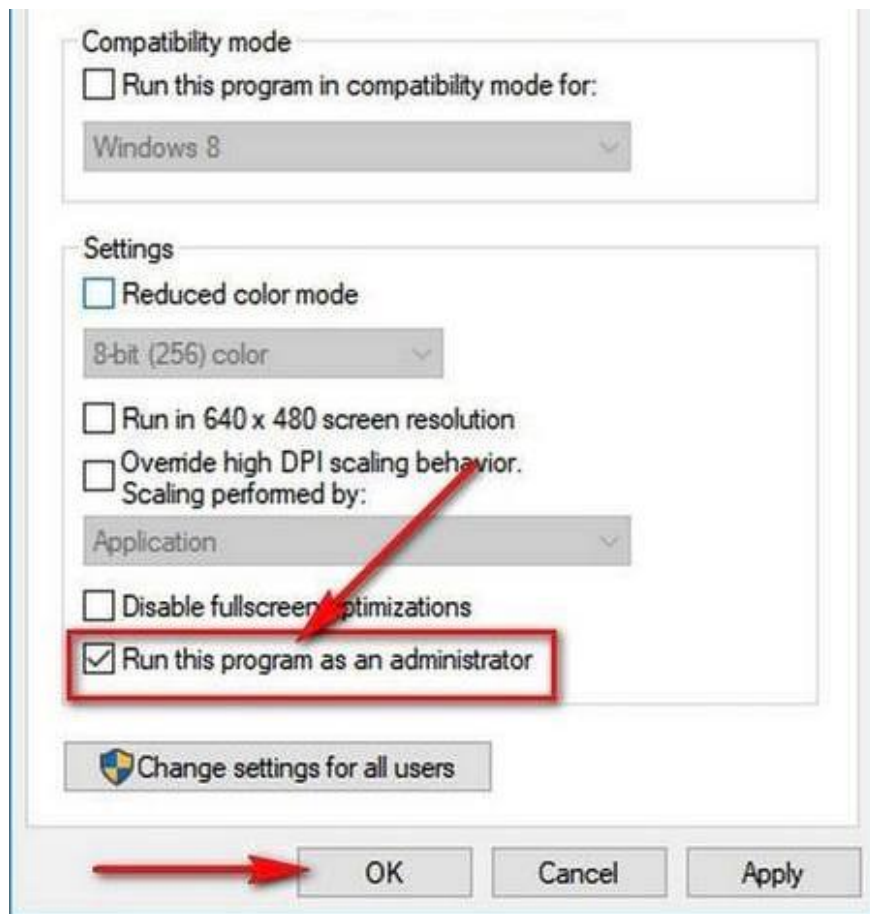 Compatibility mode
Run this program in compatibility mode for:
Windows 8
Settings
Reduced color mode
8-bit (256) color
Run in 640 x 480 screen resolution
Override high DPI scaling behavior.
Scaling performed by:
Application
Disable fullscreen optimizations
Run this program as an administrator
Change settings for all users
OK Cancel Apply